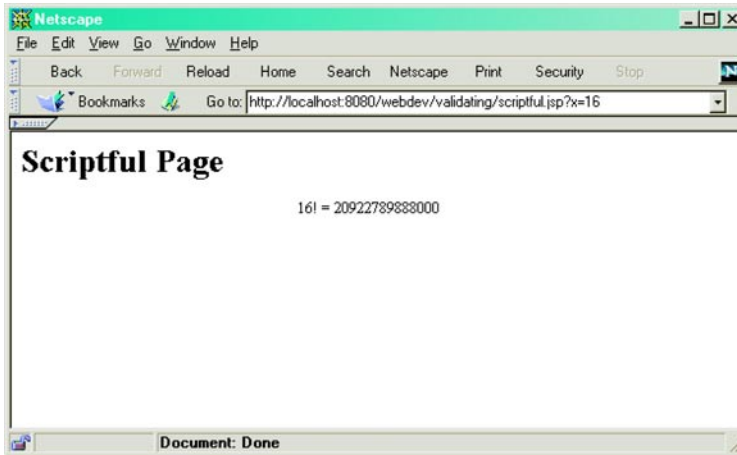 Netscape
File Edit View Go Window Help
Back Forward Reload Home Search Netscape Print Security Stop N
Bookmarks Go to: http://localhost:8080/webdev/validating/scriptful.jsp?x=16
Scriptful Page
16! = 20922789888000
Document: Done